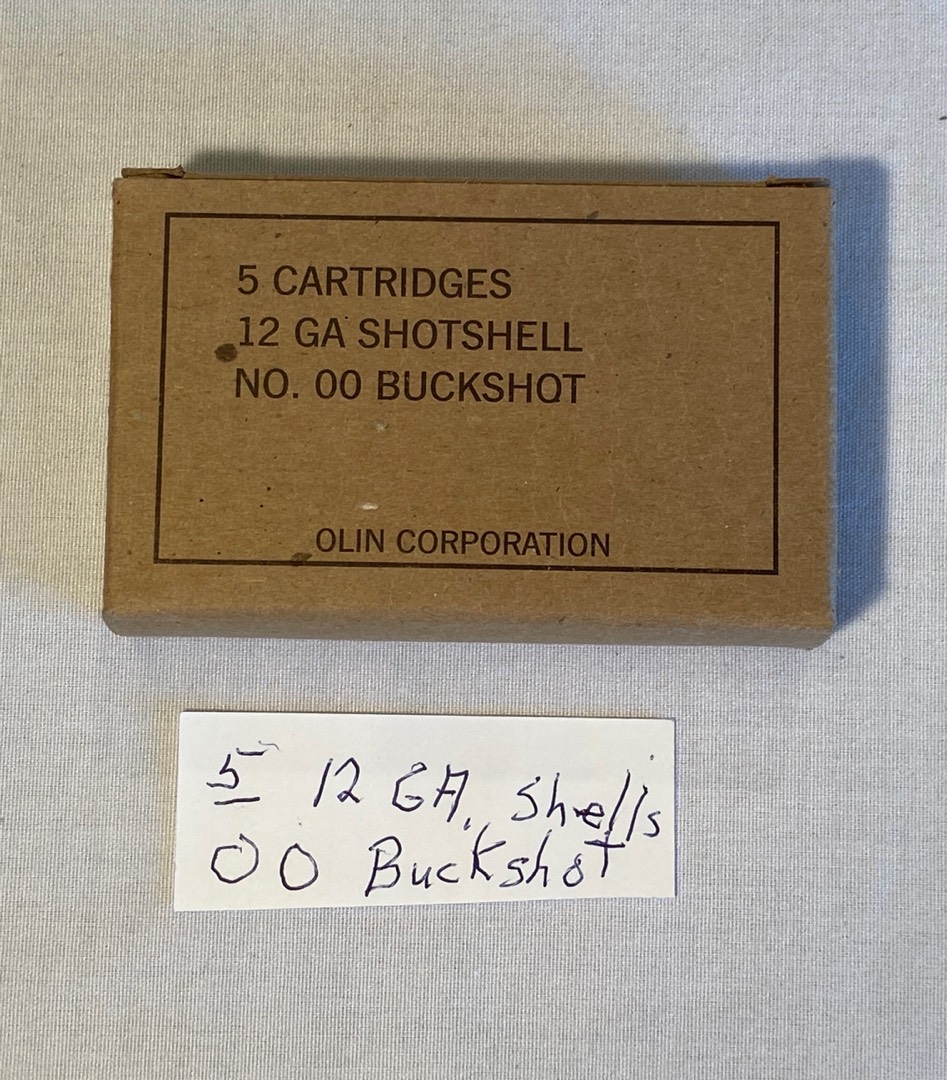 5 CARTRIDGES
12 GA SHOTSHELL
NO. 00 BUCKSHOT
OLIN CORPORATION
5 12 GA. Shells
00 Buckshot